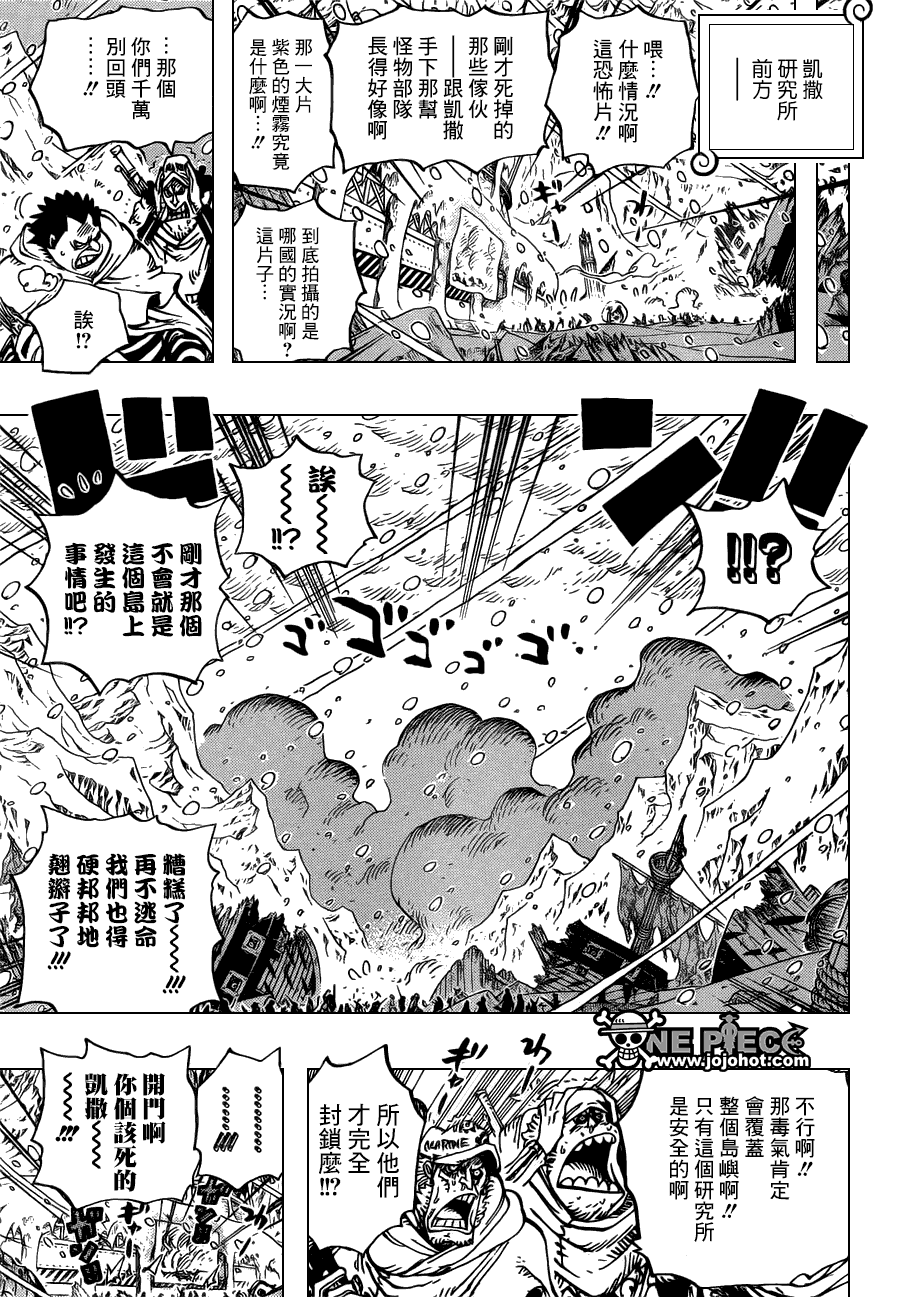 凱撒
研究所
前方
——
喂…
什麼情況啊
這恐怖片!!
剛才死掉的
那些傢伙
——跟凱撒
手下那幫
怪物部隊
長得好像啊
那一大片
紫色的煙霧究竟
是什麼啊…!!
到底拍攝的是
哪國的實況啊?
這片子…
…那個
你們千萬
別回頭
……!!
誒!?
ギギ
!!?
誒~~~
~~~!!?
剛才那個
不會就是
這個島上
發生的
事情吧!!?
ゴゴゴゴゴ
糟糕了~~~
再不逃命
我們也得
硬邦邦地
翹辮子了!!!
ONE PIECE
www.jojohot.com
不行啊!!
那毒氣肯定
會覆蓋
整個島嶼啊!!
只有這個研究所
是安全的啊
わ
ぎ
MARINE
所以他們
才完全
封鎖麼!!?
………
………!!!
開門啊
你個該死的
凱撒~~
~~~!!!
ギャー